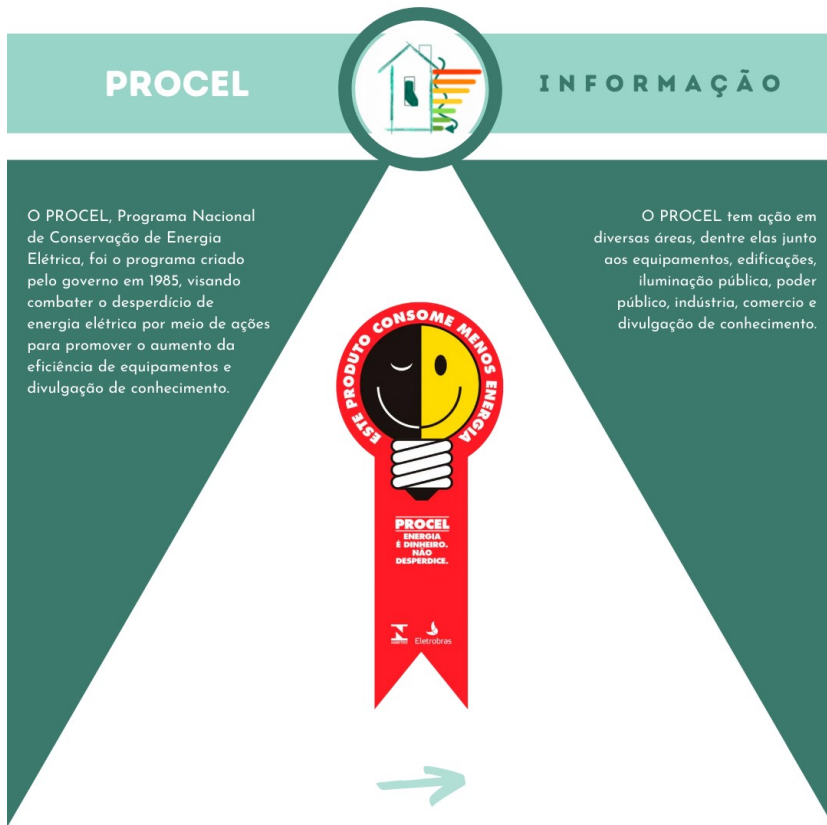 PROCEL
INFORMAÇÃO
O PROCEL, Programa Nacional
de Conservação de Energia
Elétrica, foi o programa criado
pelo governo em 1985, visando
combater o desperdício de
energia elétrica por meio de ações
para promover o aumento da
eficiência de equipamentos e
divulgação de conhecimento.
O PROCEL tem ação em
diversas áreas, dentre elas junto
aos equipamentos, edificações,
iluminação pública, poder
público, indústria, comercio e
divulgação de conhecimento.
ESTE PRODUTO CONSOME MENOS ENERGIA
PROCEL
ENERGIA
É DINHEIRO.
NÃO
DESPERDICE.
Eletrobras